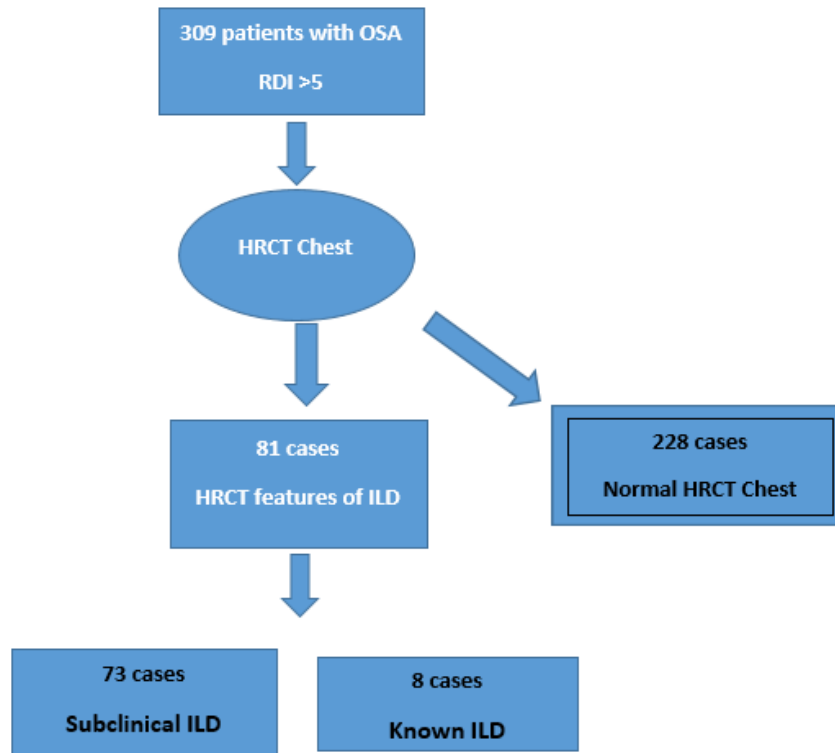 309 patients with OSA
RDI >5
HRCT Chest
81 cases
HRCT features of ILD
228 cases
Normal HRCT Chest
73 cases
Subclinical ILD
8 cases
Known ILD